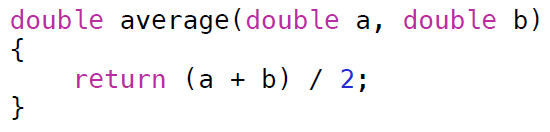 double average(double a, double b)
{
    return (a + b) / 2;
}